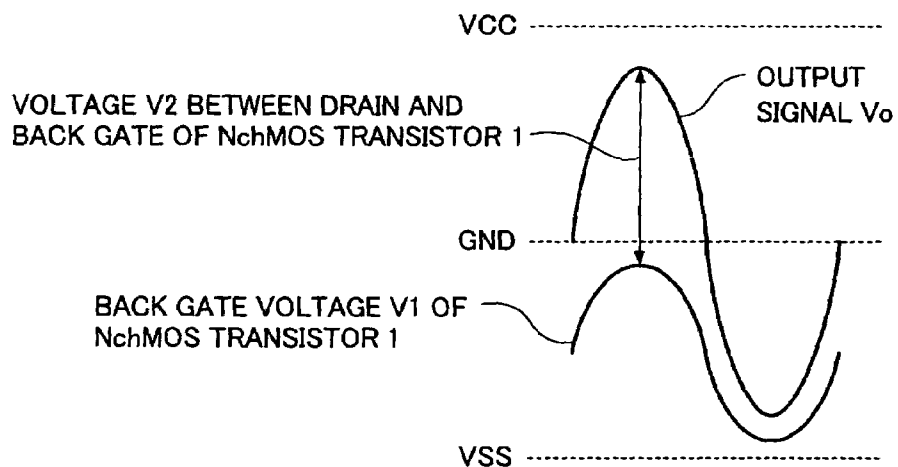 VCC
VOLTAGE V2 BETWEEN DRAIN AND
BACK GATE OF NchMOS TRANSISTOR 1
OUTPUT
SIGNAL Vo
GND
BACK GATE VOLTAGE V1 OF
NchMOS TRANSISTOR 1
VSS